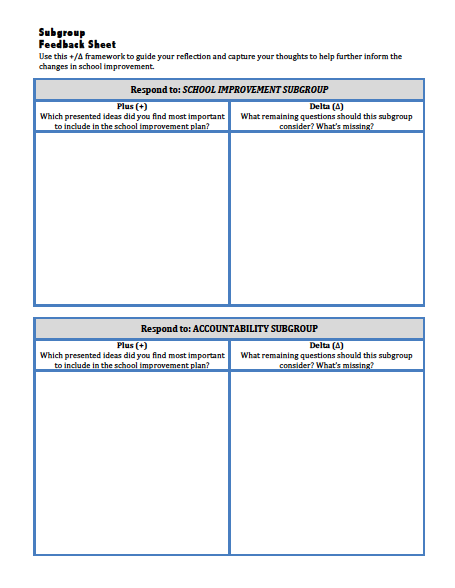 Subgroup
Feedback Sheet
Use this +/Δ framework to guide your reflection and capture your thoughts to help further inform the
changes in school improvement.
Respond to: SCHOOL IMPROVEMENT SUBGROUP
Plus (+)
Which presented ideas did you find most important
to include in the school improvement plan?
Delta (Δ)
What remaining questions should this subgroup
consider? What's missing?
Respond to: ACCOUNTABILITY SUBGROUP
Plus (+)
Which presented ideas did you find most important
to include in the school improvement plan?
Delta (Δ)
What remaining questions should this subgroup
consider? What's missing?